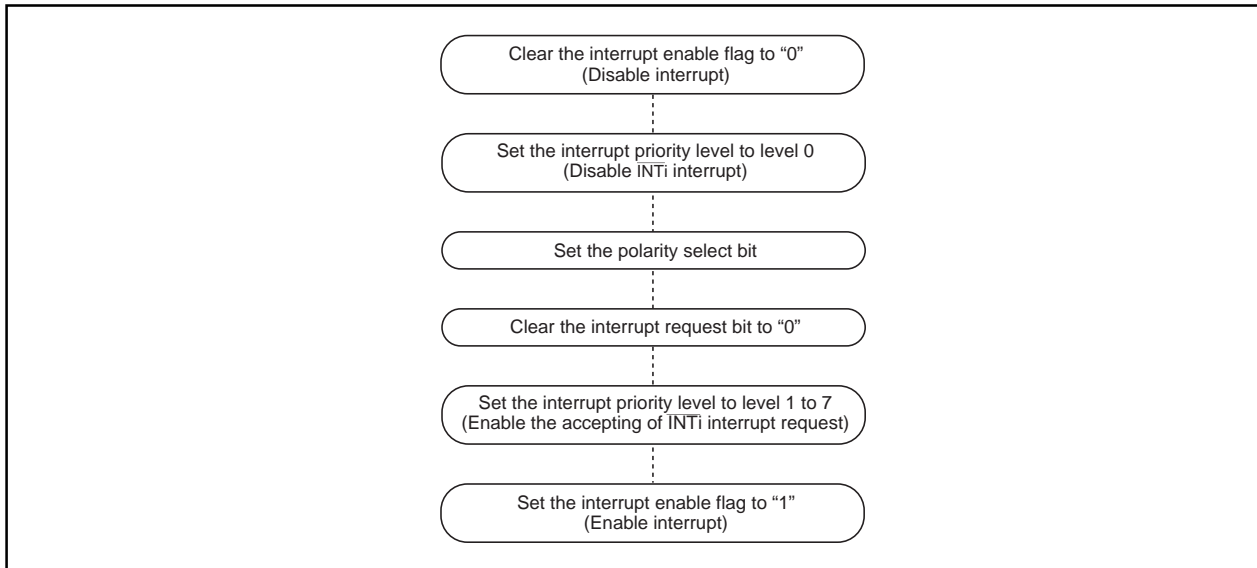 Clear the interrupt enable flag to “0”
(Disable interrupt)
Set the interrupt priority level to level 0
(Disable I̅N̅T̅i̅ interrupt)
Set the polarity select bit
Clear the interrupt request bit to “0”
Set the interrupt priority level to level 1 to 7
(Enable the accepting of I̅N̅T̅i̅ interrupt request)
Set the interrupt enable flag to “1”
(Enable interrupt)